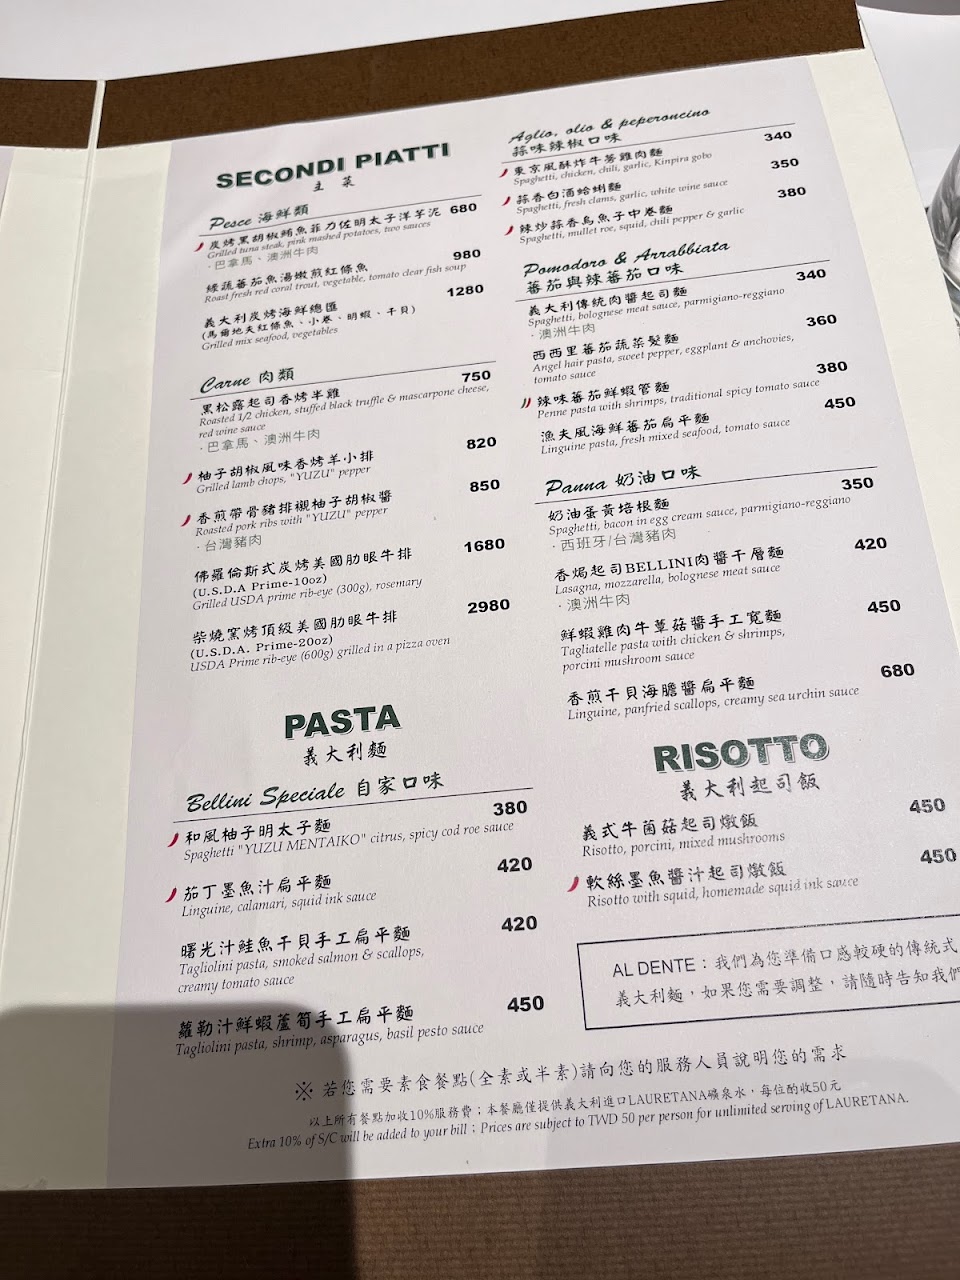 SECONDI PIATTI
主 菜
Pesce 海鮮類
炭烤黑胡椒鮪魚菲力佐明太子洋芋泥 680
Grilled tuna steak, pink mashed potatoes, two sauces
·巴拿馬、澳洲牛肉
綠蔬蕃茄魚湯嫩煎紅條魚 980
Roast fresh red coral trout, vegetable, tomato clear fish soup
義大利炭烤海鮮總匯 1280
(馬爾地夫紅條魚、小卷、明蝦、干貝)
Grilled mix seafood, vegetables
Carne 肉類
黑松露起司香烤半雞 750
Roasted 1/2 chicken, stuffed black truffle & mascarpone cheese,
red wine sauce
·巴拿馬、澳洲牛肉
柚子胡椒風味香烤羊小排 820
Grilled lamb chops, "YUZU" pepper
香煎帶骨豬排襯柚子胡椒醬 850
Roasted pork ribs with "YUZU" pepper
·台灣豬肉
佛羅倫斯式炭烤美國肋眼牛排 1680
(U.S.D.A Prime-10oz)
Grilled USDA prime rib-eye (300g), rosemary
柴燒窯烤頂級美國肋眼牛排 2980
(U.S.D.A. Prime-20oz)
USDA Prime rib-eye (600g) grilled in a pizza oven
PASTA
義大利麵
Bellini Speciale 自家口味
和風柚子明太子麵 380
Spaghetti "YUZU MENTAIKO" citrus, spicy cod roe sauce
茄丁墨魚汁扁平麵 420
Linguine, calamari, squid ink sauce
曙光汁鮭魚干貝手工扁平麵 420
Tagliolini pasta, smoked salmon & scallops,
creamy tomato sauce
蘿勒汁鮮蝦蘆筍手工扁平麵 450
Tagliolini pasta, shrimp, asparagus, basil pesto sauce
Aglio, olio & peperoncino
蒜味辣椒口味
東京風酥炸牛蒡雞肉麵 340
Spaghetti, chicken, chili, garlic, Kinpira gobo
蒜香白酒蛤蜊麵 350
Spaghetti, fresh clams, garlic, white wine sauce
辣炒蒜香烏魚子中卷麵 380
Spaghetti, mullet roe, squid, chili pepper & garlic
Pomodoro & Arrabbiata
蕃茄與辣蕃茄口味
義大利傳統肉醬起司麵 340
Spaghetti, bolognese meat sauce, parmigiano-reggiano
·澳洲牛肉
西西里蕃茄蔬菜髮麵 360
Angel hair pasta, sweet pepper, eggplant & anchovies,
tomato sauce
辣味蕃茄鮮蝦管麵 380
Penne pasta with shrimps, traditional spicy tomato sauce
漁夫風海鮮蕃茄扁平麵 450
Linguine pasta, fresh mixed seafood, tomato sauce
Panna 奶油口味
奶油蛋黃培根麵 350
Spaghetti, bacon in egg cream sauce, parmigiano-reggiano
·西班牙/台灣豬肉
香焗起司BELLINI肉醬千層麵 420
Lasagna, mozzarella, bolognese meat sauce
·澳洲牛肉
鮮蝦雞肉牛蕈菇醬手工寬麵 450
Tagliatelle pasta with chicken & shrimps,
porcini mushroom sauce
香煎干貝海膽醬扁平麵 680
Linguine, panfried scallops, creamy sea urchin sauce
RISOTTO
義大利起司飯
義式牛菌菇起司燉飯 450
Risotto, porcini, mixed mushrooms
軟絲墨魚醬汁起司燉飯 450
Risotto with squid, homemade squid ink sauce
AL DENTE：我們為您準備口感較硬的傳統式
義大利麵，如果您需要調整，請隨時告知我們
※ 若您需要素食餐點(全素或半素)請向您的服務人員說明您的需求
以上所有餐點加收10%服務費；本餐廳僅提供義大利進口LAURETANA礦泉水，每位酌收50元
Extra 10% of S/C will be added to your bill；Prices are subject to TWD 50 per person for unlimited serving of LAURETANA.